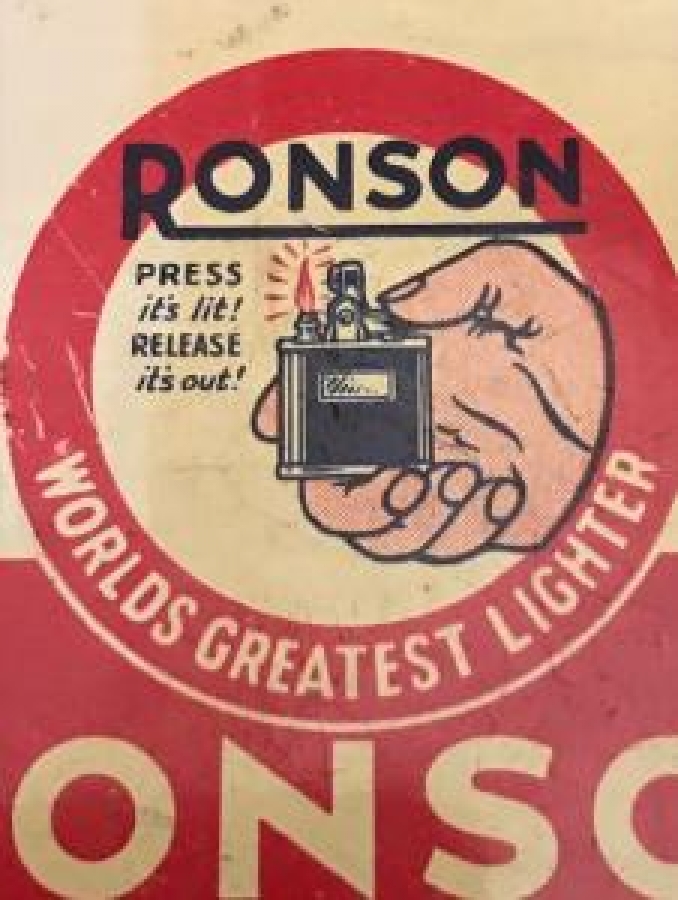 RONSON
PRESS
it's lit!
RELEASE
it's out!
WORLDS GREATEST LIGHTER
ONSO